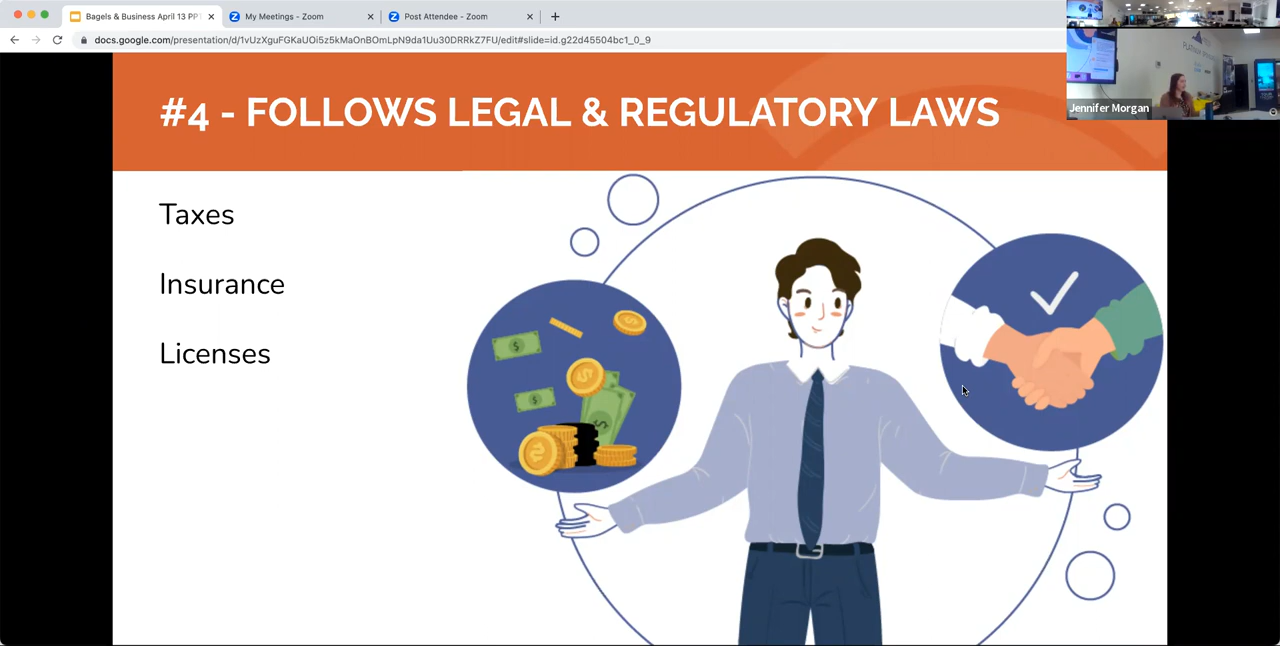 Bagels & Business April 13 PP
My Meetings - Zoom
Post Attendee - Zoom
docs.google.com/presentation/d/1vUzXguFGKaUOi5z5kMaOnBOmLpN9da1Uu30DRRkZ7FU/edit#slide=id.g22d45504bc1_0_9
Jennifer Morgan
#4 - FOLLOWS LEGAL & REGULATORY LAWS
Taxes
Insurance
Licenses